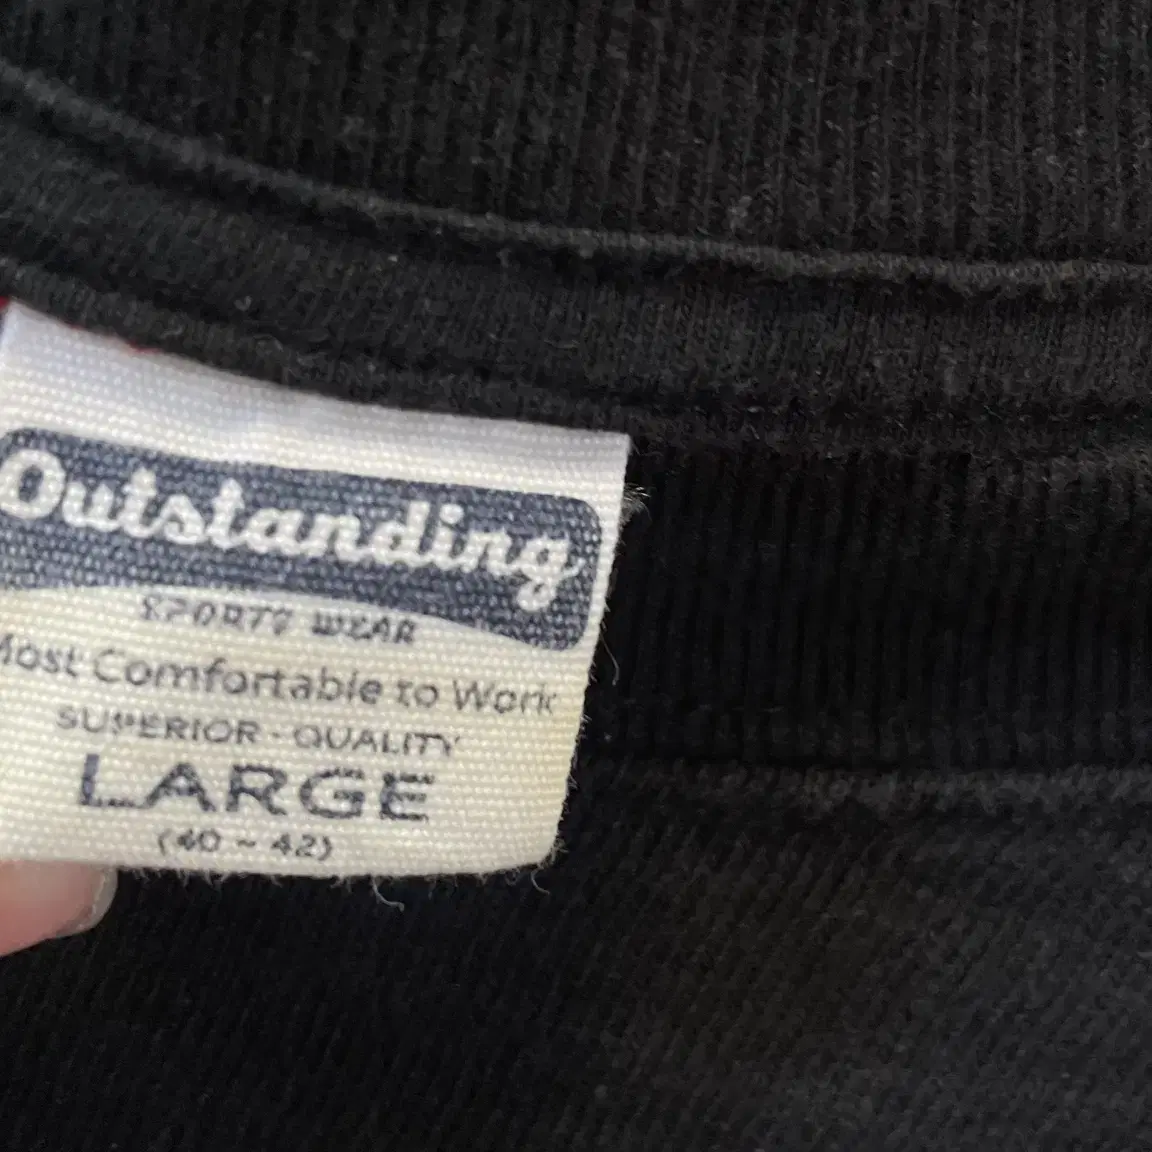 Outstanding
SPORTS WEAR
Most Comfortable to Work
SUPERIOR - QUALITY
LARGE
(40 ~ 42)